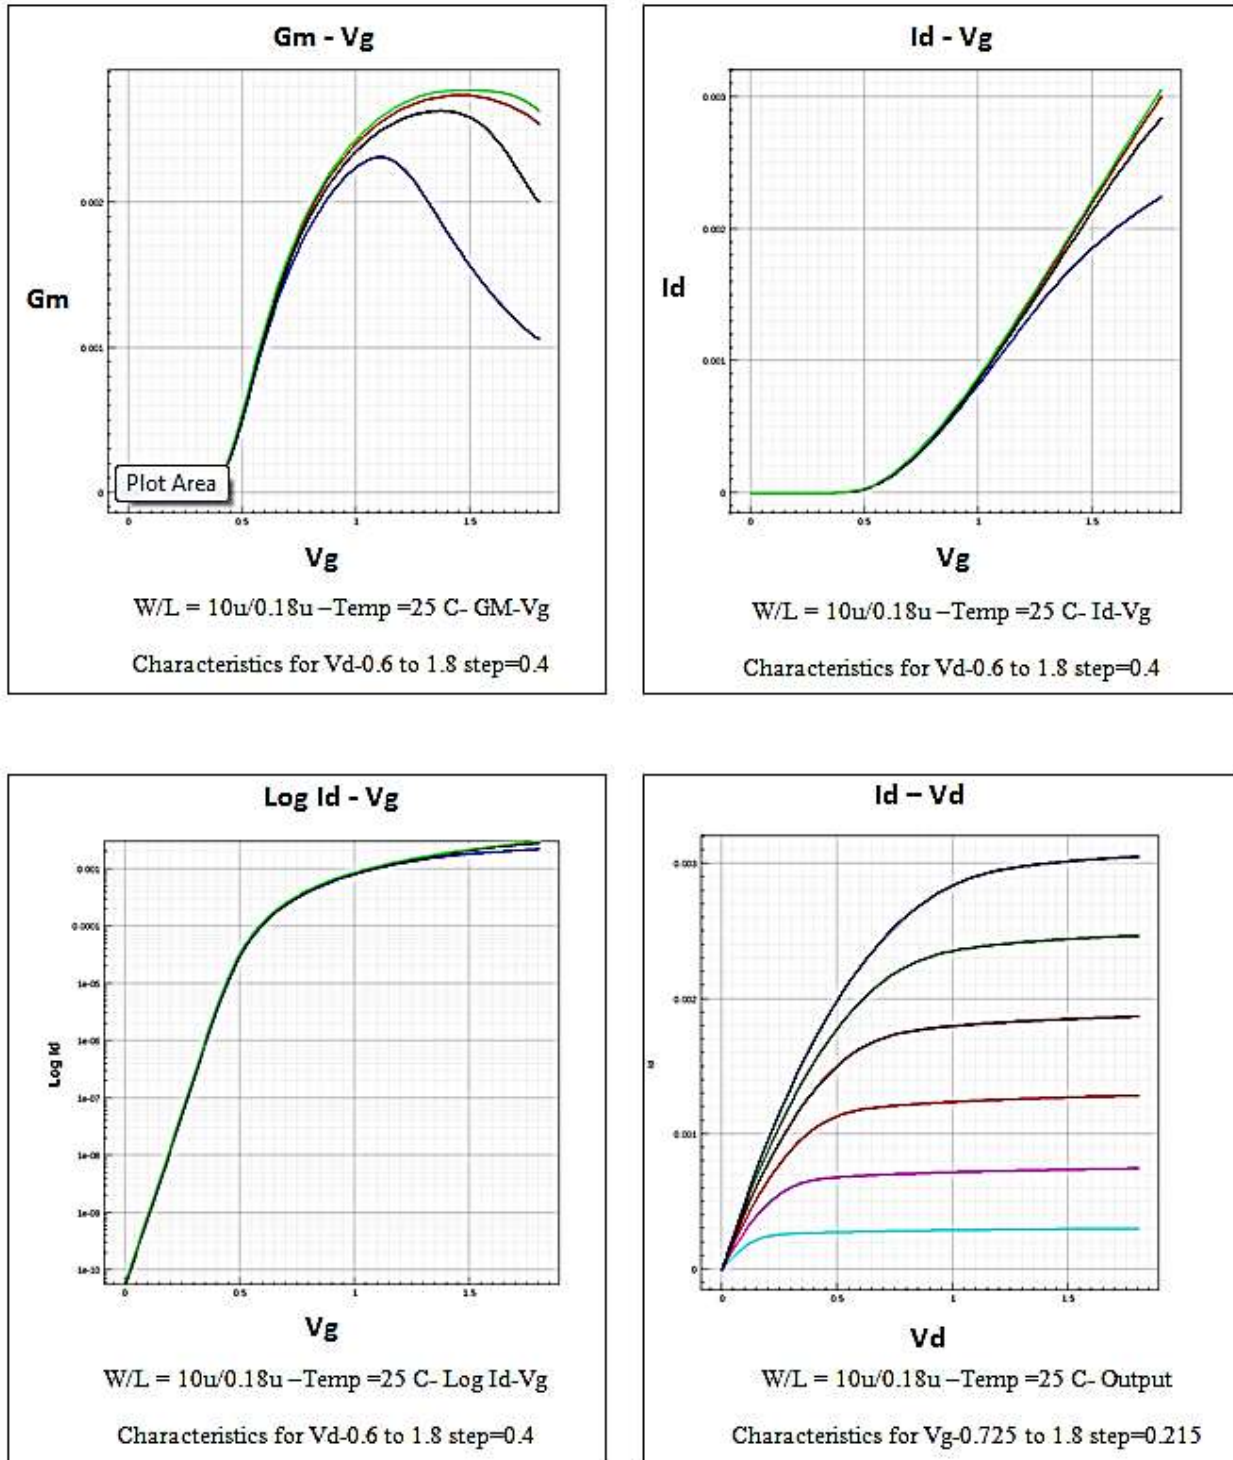 Gm - Vg
0.002
Gm
0.001
Plot Area
0
0 0.5 1 1.5
Vg
W/L = 10u/0.18u –Temp =25 C- GM-Vg
Characteristics for Vd-0.6 to 1.8 step=0.4
Id - Vg
0.003
0.002
Id
0.001
0
0 0.5 1 1.5
Vg
W/L = 10u/0.18u –Temp =25 C- Id-Vg
Characteristics for Vd-0.6 to 1.8 step=0.4
Log Id - Vg
0.001
0.0001
1e-05
1e-06
Log Id
1e-07
1e-08
1e-09
1e-10
0 0.5 1 1.5
Vg
W/L = 10u/0.18u –Temp =25 C- Log Id-Vg
Characteristics for Vd-0.6 to 1.8 step=0.4
Id – Vd
0.003
0.002
Id
0.001
0
0 0.5 1 1.5
Vd
W/L = 10u/0.18u –Temp =25 C- Output
Characteristics for Vg-0.725 to 1.8 step=0.215